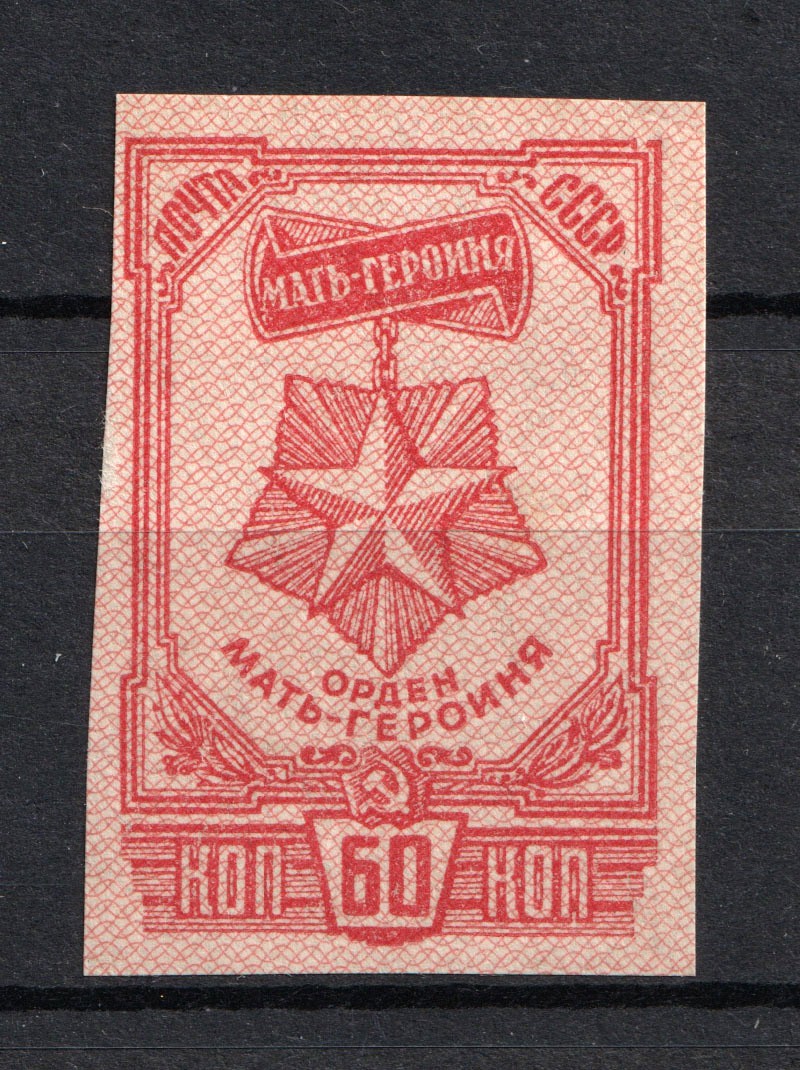 ПОЧТА СССР
МАТЬ-ГЕРОИНЯ
ОРДЕН
МАТЬ-ГЕРОИНЯ
КОП 60 КОП